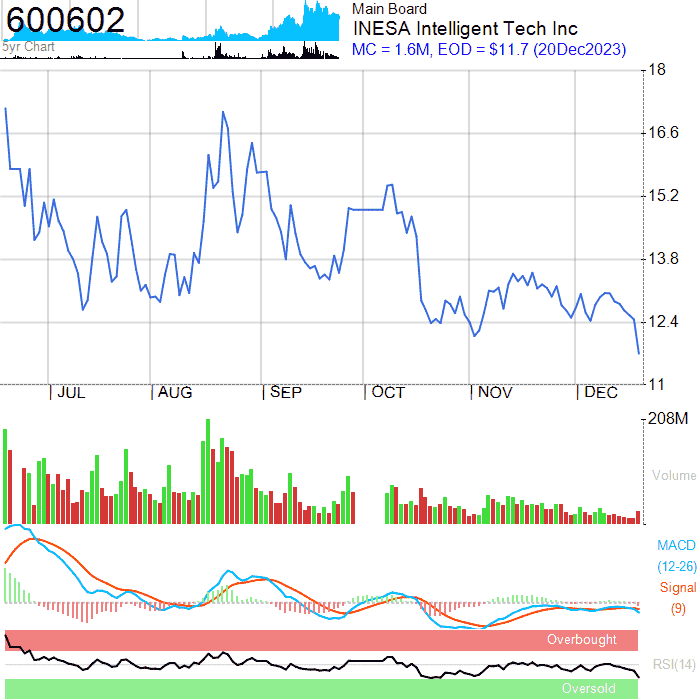 600602
5yr Chart
Main Board
INESA Intelligent Tech Inc
MC = 1.6M, EOD = $11.7 (20Dec2023)
18
16.6
15.2
13.8
12.4
11
JUL AUG SEP OCT NOV DEC
208M
Volume
MACD
(12-26)
Signal
(9)
Overbought
RSI(14)
Oversold